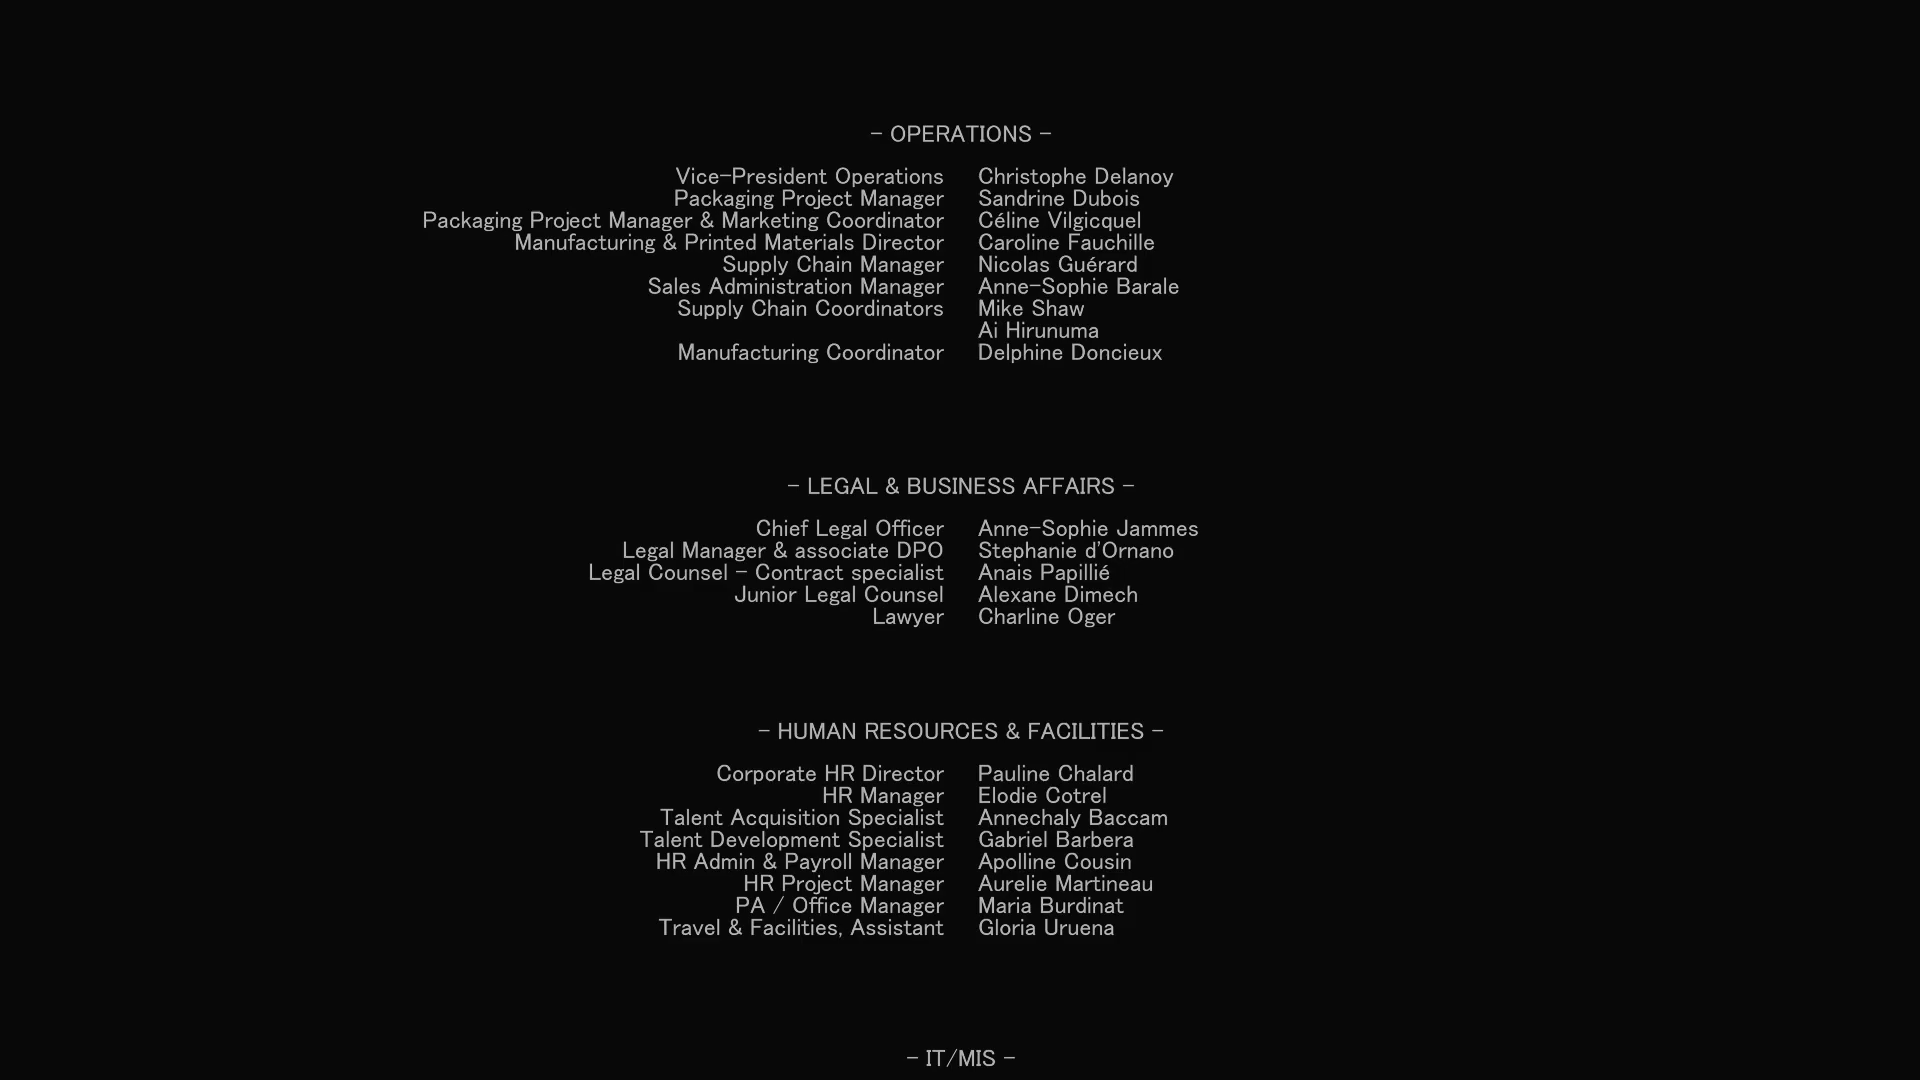 - OPERATIONS -
Vice-President Operations Christophe Delanoy
Packaging Project Manager Sandrine Dubois
Packaging Project Manager & Marketing Coordinator Céline Vilgicquel
Manufacturing & Printed Materials Director Caroline Fauchille
Supply Chain Manager Nicolas Guérard
Sales Administration Manager Anne-Sophie Barale
Supply Chain Coordinators Mike Shaw
Ai Hirunuma
Manufacturing Coordinator Delphine Doncieux
- LEGAL & BUSINESS AFFAIRS -
Chief Legal Officer Anne-Sophie Jammes
Legal Manager & associate DPO Stephanie d'Ornano
Legal Counsel - Contract specialist Anais Papillié
Junior Legal Counsel Alexane Dimech
Lawyer Charline Oger
- HUMAN RESOURCES & FACILITIES -
Corporate HR Director Pauline Chalard
HR Manager Elodie Cotrel
Talent Acquisition Specialist Annechaly Baccam
Talent Development Specialist Gabriel Barbera
HR Admin & Payroll Manager Apolline Cousin
HR Project Manager Aurelie Martineau
PA / Office Manager Maria Burdinat
Travel & Facilities, Assistant Gloria Uruena
- IT/MIS -